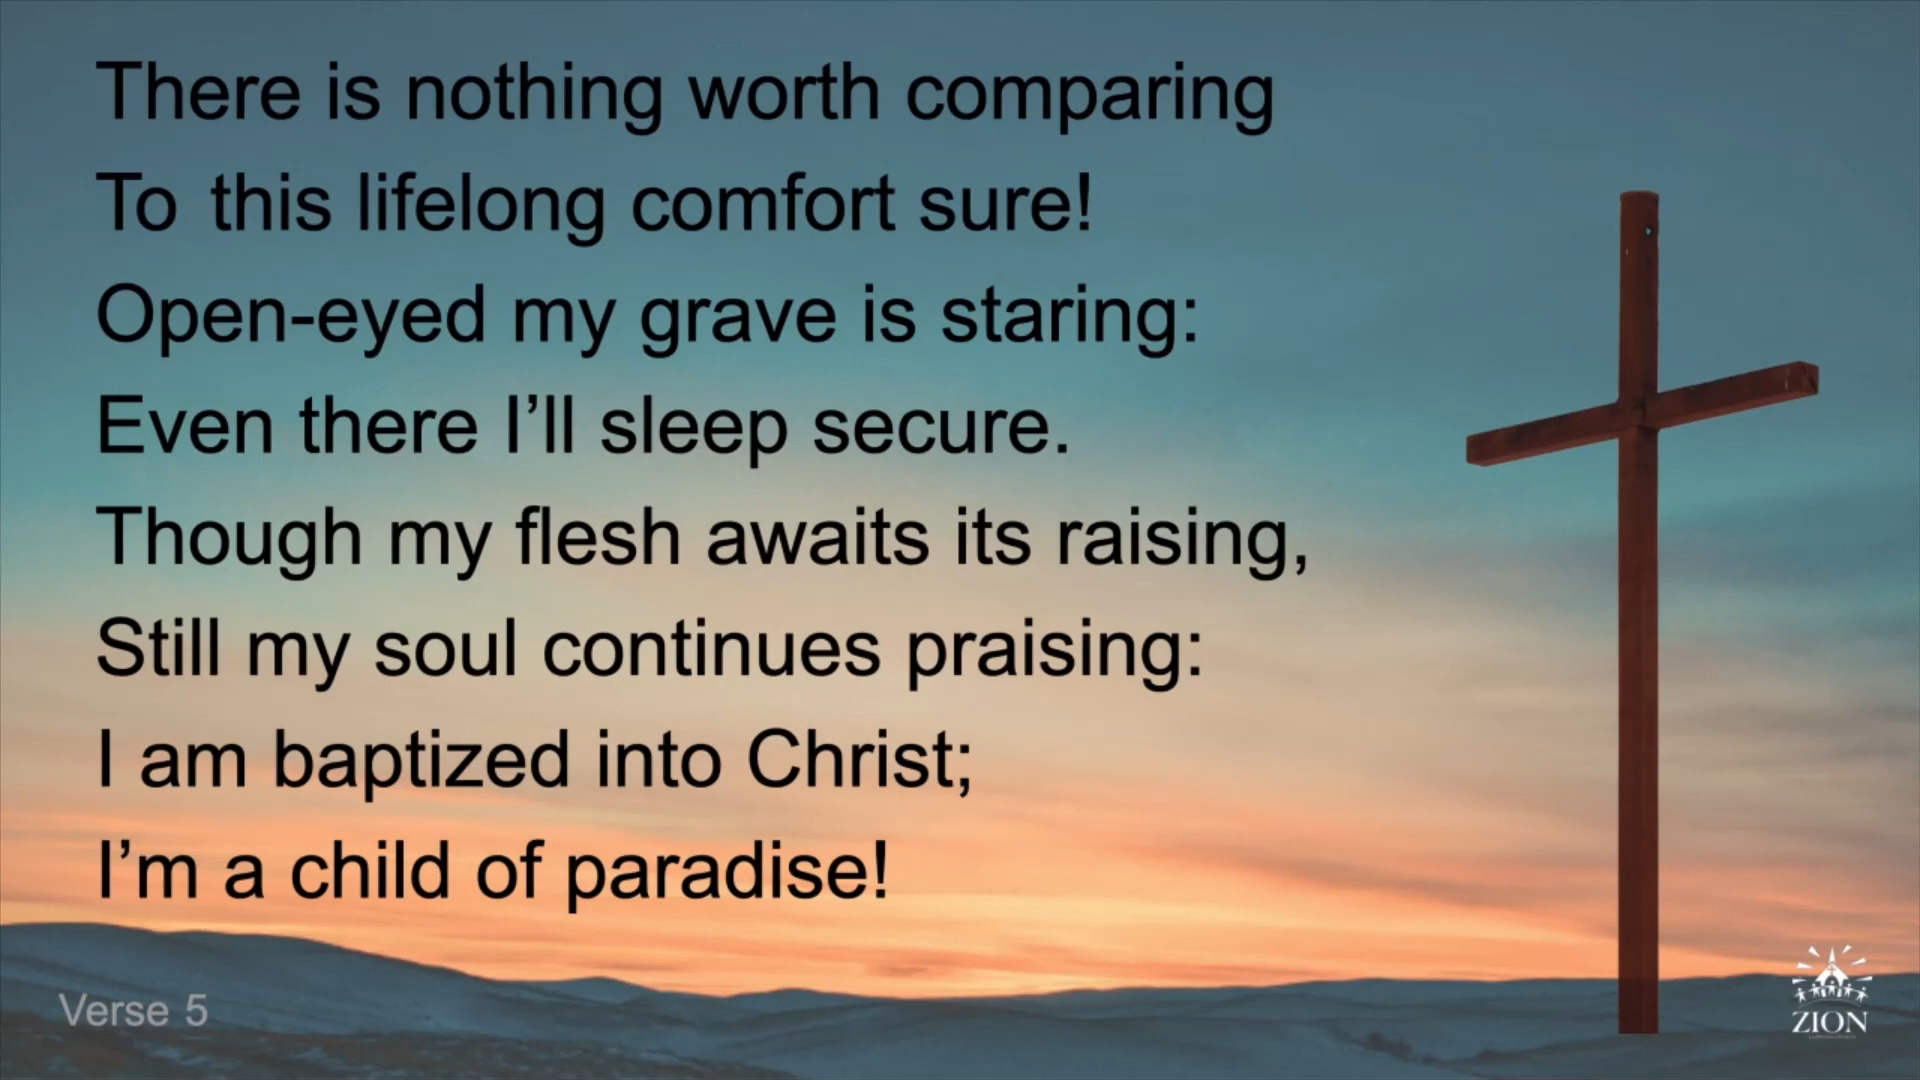 There is nothing worth comparing
To this lifelong comfort sure!
Open-eyed my grave is staring:
Even there I’ll sleep secure.
Though my flesh awaits its raising,
Still my soul continues praising:
I am baptized into Christ;
I’m a child of paradise!
Verse 5
ZION